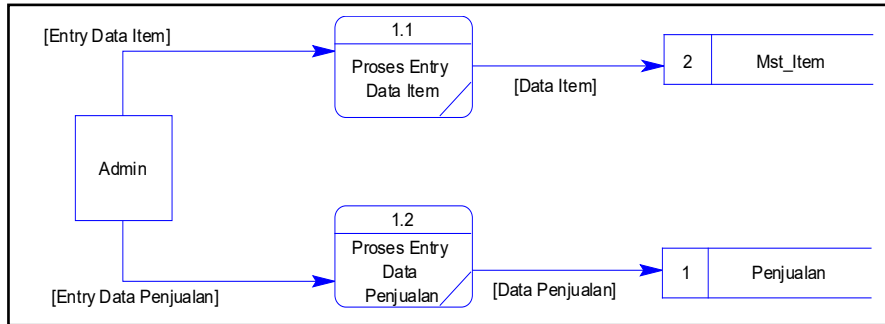 [Entry Data Item]
1.1
Proses Entry
Data Item
[Data Item]
2
Mst_Item
Admin
[Entry Data Penjualan]
1.2
Proses Entry
Data
Penjualan
[Data Penjualan]
1
Penjualan